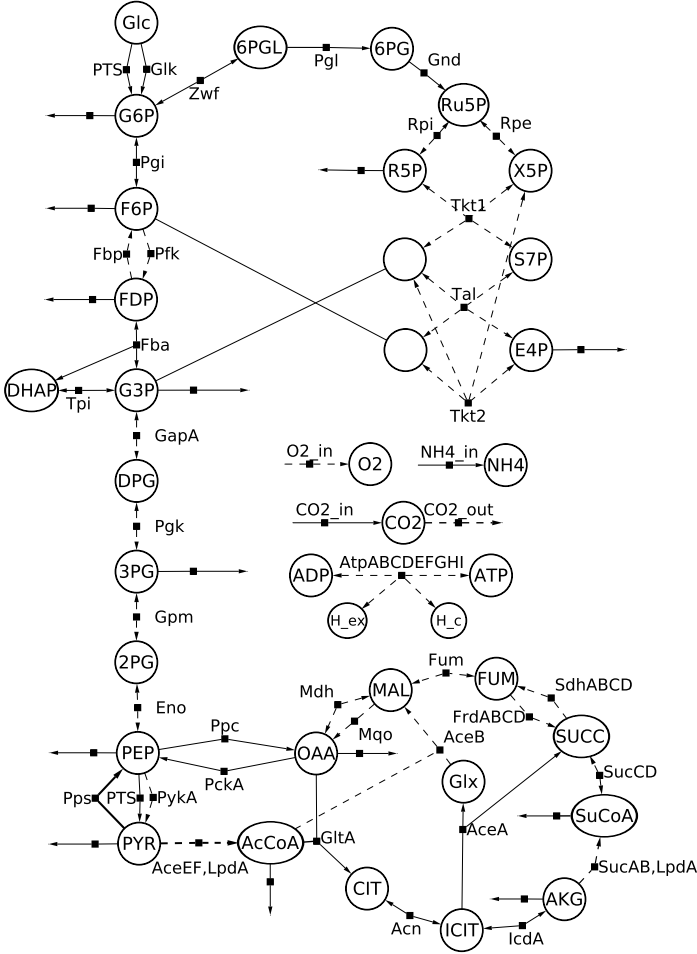 Glc
6PGL
6PG
Pgl
Gnd
PTS
Glk
Zwf
G6P
Ru5P
Rpi
Rpe
Pgi
R5P
X5P
F6P
Tkt1
Fbp
Pfk
S7P
FDP
Tal
Fba
E4P
DHAP
G3P
Tpi
Tkt2
GapA
O2_in
NH4_in
O2
NH4
DPG
CO2_in
CO2_out
CO2
Pgk
AtpABCDEFGHI
3PG
ADP
ATP
Gpm
H_ex
H_c
2PG
Fum
Mdh
MAL
FUM
SdhABCD
Eno
FrdABCD
Ppc
Mqo
AceB
SUCC
PEP
OAA
PckA
SucCD
Pps
PTS
PykA
Glx
SuCoA
AceA
PYR
AcCoA
GltA
AceEF,LpdA
SucAB,LpdA
CIT
AKG
Acn
ICIT
IcdA